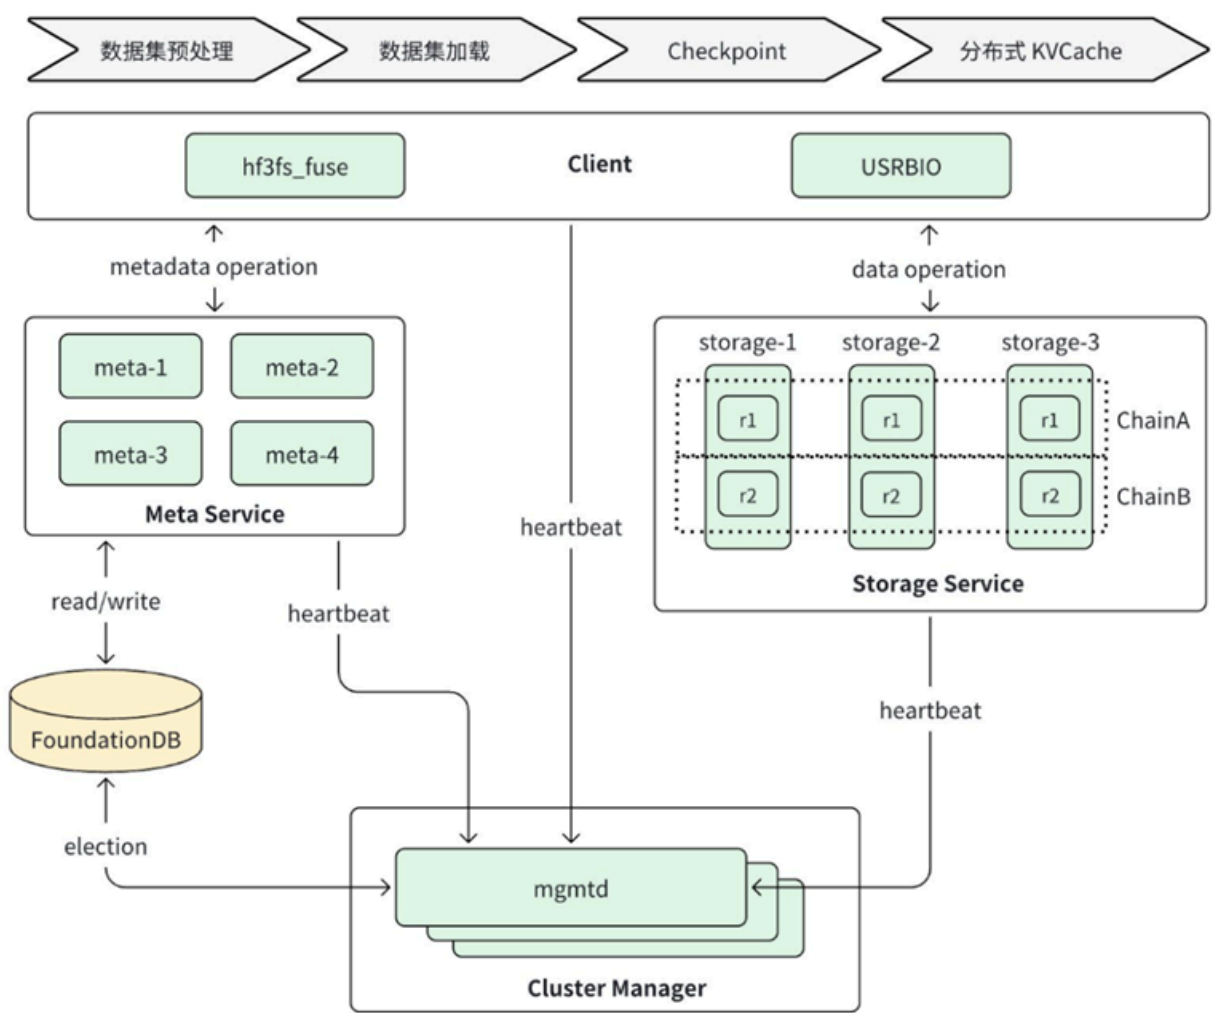 数据集预处理
数据集加载
Checkpoint
分布式 KVCache
hf3fs_fuse
Client
USRBIO
metadata operation
data operation
meta-1
meta-2
meta-3
meta-4
Meta Service
storage-1
storage-2
storage-3
r1
r1
r1
ChainA
r2
r2
r2
ChainB
Storage Service
heartbeat
read/write
heartbeat
heartbeat
FoundationDB
election
mgmtd
Cluster Manager